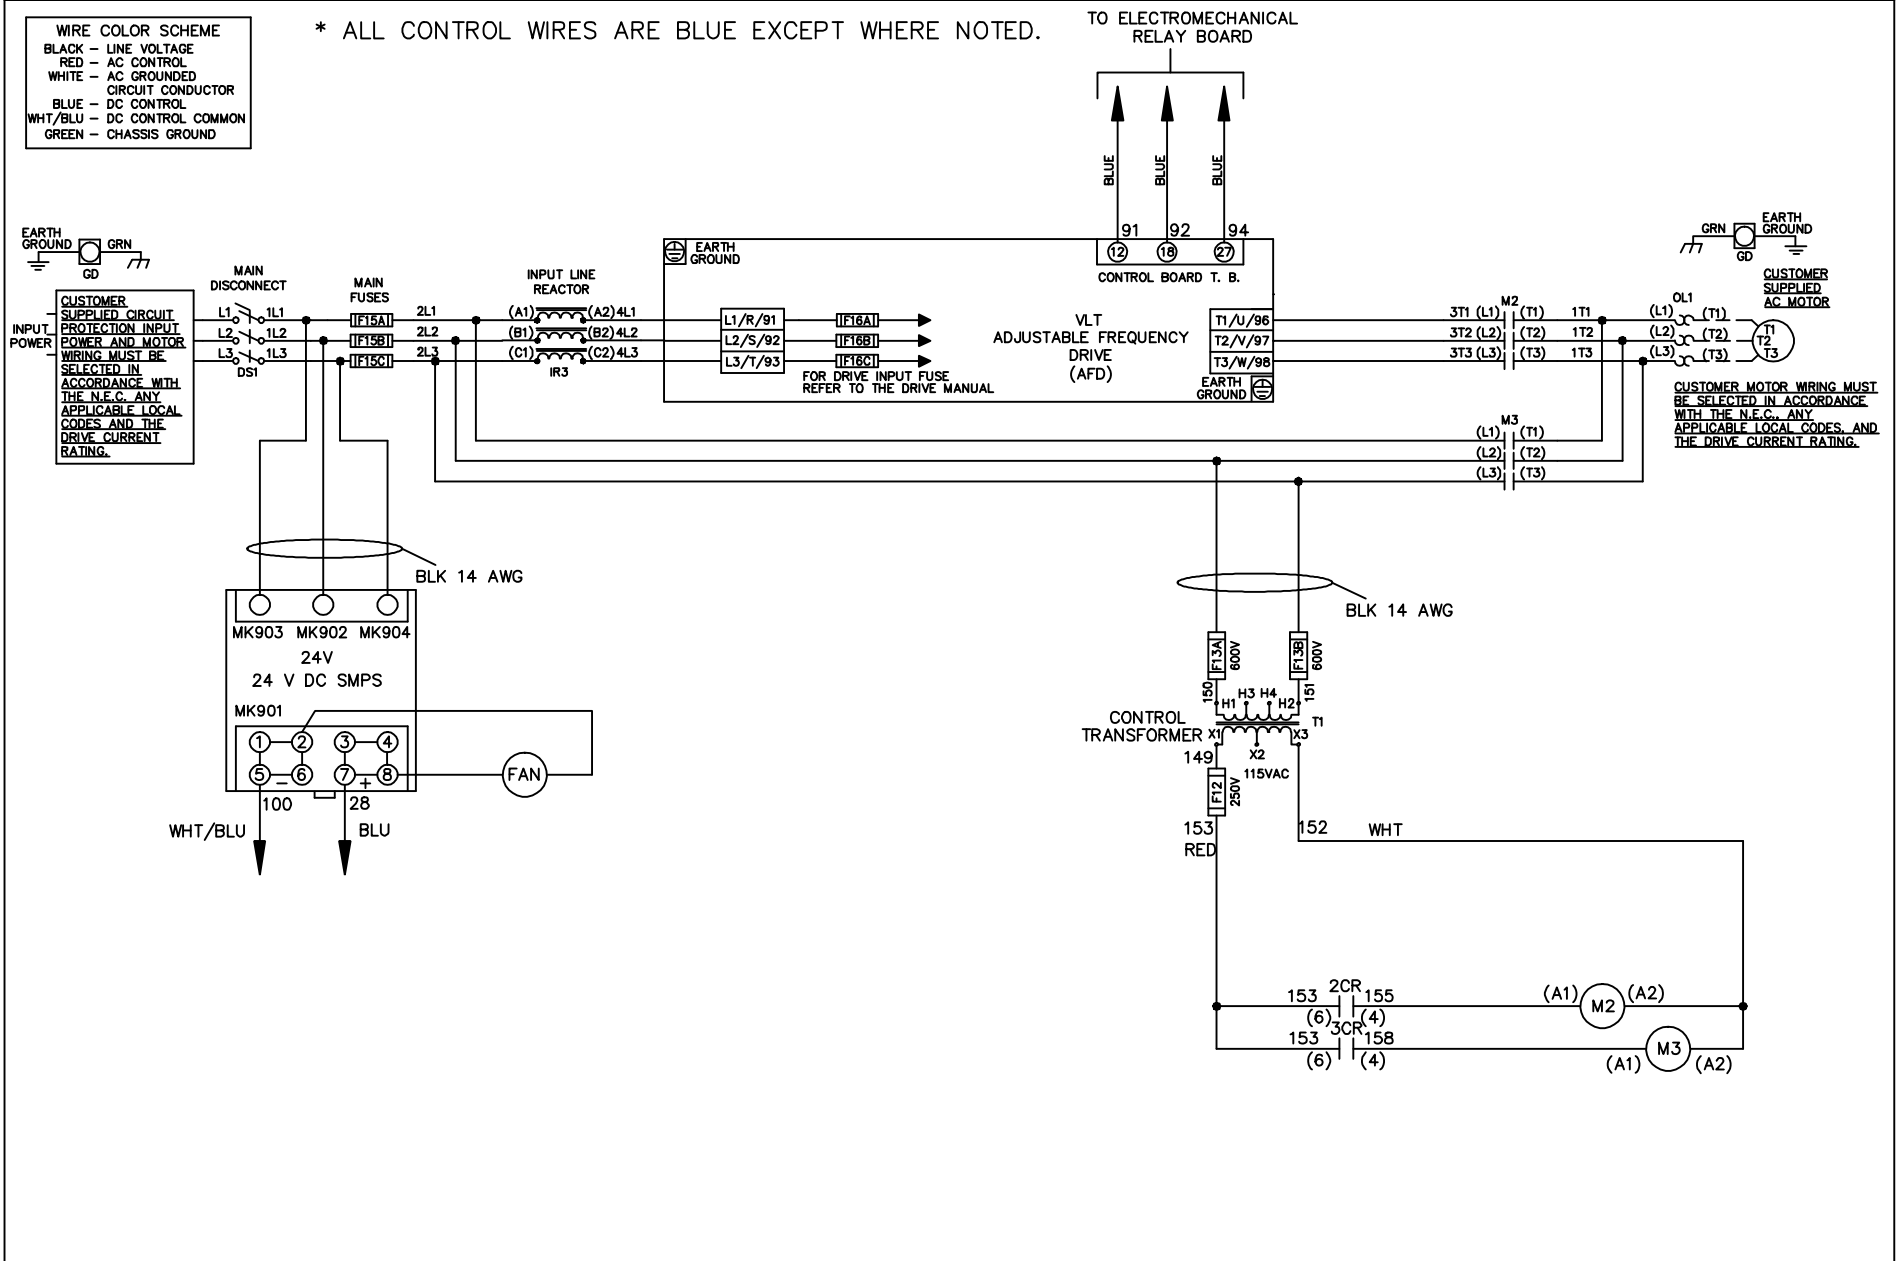 WIRE COLOR SCHEME
BLACK – LINE VOLTAGE
RED – AC CONTROL
WHITE – AC GROUNDED
CIRCUIT CONDUCTOR
BLUE – DC CONTROL
WHT/BLU – DC CONTROL COMMON
GREEN – CHASSIS GROUND
* ALL CONTROL WIRES ARE BLUE EXCEPT WHERE NOTED.
TO ELECTROMECHANICAL
RELAY BOARD
BLUE
BLUE
BLUE
91 92 94
12 18 27
CONTROL BOARD T. B.
EARTH
GROUND
GRN
GD
INPUT
POWER
CUSTOMER
SUPPLIED CIRCUIT
PROTECTION INPUT
POWER AND MOTOR
WIRING MUST BE
SELECTED IN
ACCORDANCE WITH
THE N.E.C. ANY
APPLICABLE LOCAL
CODES AND THE
DRIVE CURRENT
RATING.
MAIN
DISCONNECT
L1 1L1
L2 1L2
L3 1L3
DS1
MAIN
FUSES
F15A
F15B
F15C
2L1
2L2
2L3
INPUT LINE
REACTOR
(A1) (A2) 4L1
(B1) (B2) 4L2
(C1) (C2) 4L3
IR3
EARTH
GROUND
L1/R/91
L2/S/92
L3/T/93
F16A
F16B
F16C
FOR DRIVE INPUT FUSE
REFER TO THE DRIVE MANUAL
VLT
ADJUSTABLE FREQUENCY
DRIVE
(AFD)
T1/U/96
T2/V/97
T3/W/98
EARTH
GROUND
M2
3T1 (L1) (T1) 1T1
3T2 (L2) (T2) 1T2
3T3 (L3) (T3) 1T3
OL1
(L1) (T1)
(L2) (T2)
(L3) (T3)
T1
T2
T3
GRN
EARTH
GROUND
GD
CUSTOMER
SUPPLIED
AC MOTOR
CUSTOMER MOTOR WIRING MUST
BE SELECTED IN ACCORDANCE
WITH THE N.E.C., ANY
APPLICABLE LOCAL CODES, AND
THE DRIVE CURRENT RATING.
M3
(L1) (T1)
(L2) (T2)
(L3) (T3)
BLK 14 AWG
MK903 MK902 MK904
24V
24 V DC SMPS
MK901
1 2 3 4
5 – 6 7 + 8
FAN
100 28
WHT/BLU BLU
BLK 14 AWG
F13A
600V
F13B
600V
150
151
H1 H3 H4 H2
CONTROL
TRANSFORMER
T1
X1 X2 X3
149
115VAC
F12
250V
153
RED
152 WHT
2CR
153 155
(6) (4)
(A1) M2 (A2)
3CR
153 158
(6) (4)
(A1) M3 (A2)